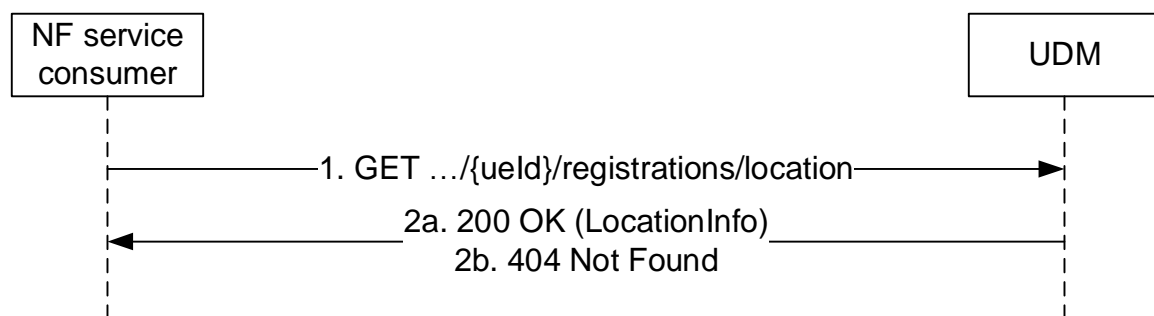 NF service
consumer
UDM
1. GET …/{ueId}/registrations/location
2a. 200 OK (LocationInfo)
2b. 404 Not Found